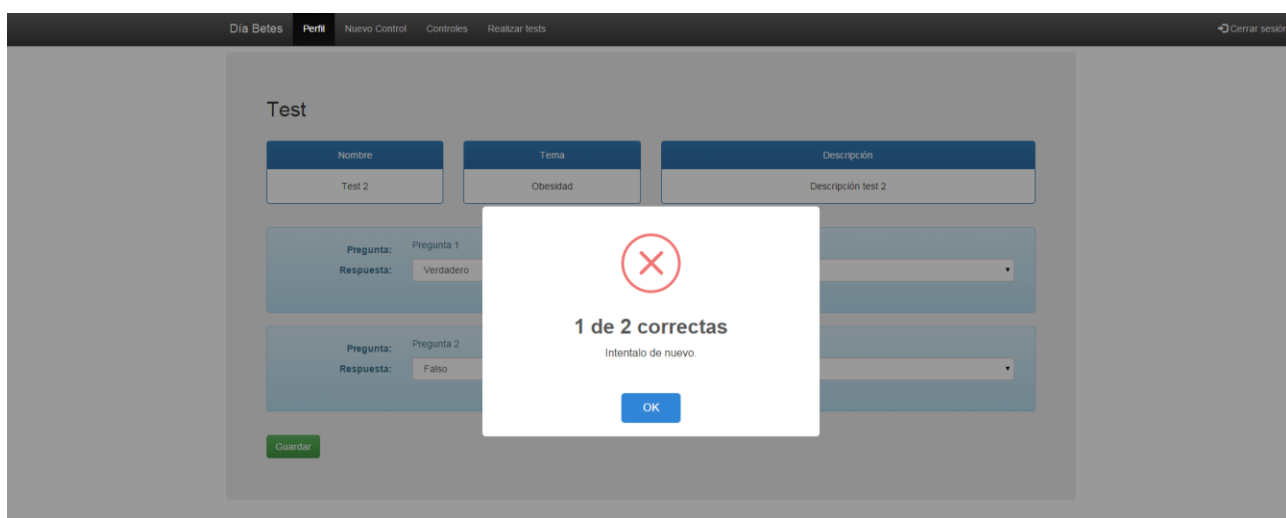 Día Betes Perfil Nuevo Control Controles Realizar tests Cerrar sesión
Test
Nombre Tema Descripción
Test 2 Obesidad Descripción test 2
Pregunta: Pregunta 1
Respuesta: Verdadero
1 de 2 correctas
Intentalo de nuevo.
Pregunta: Pregunta 2
Respuesta: Falso
OK
Guardar